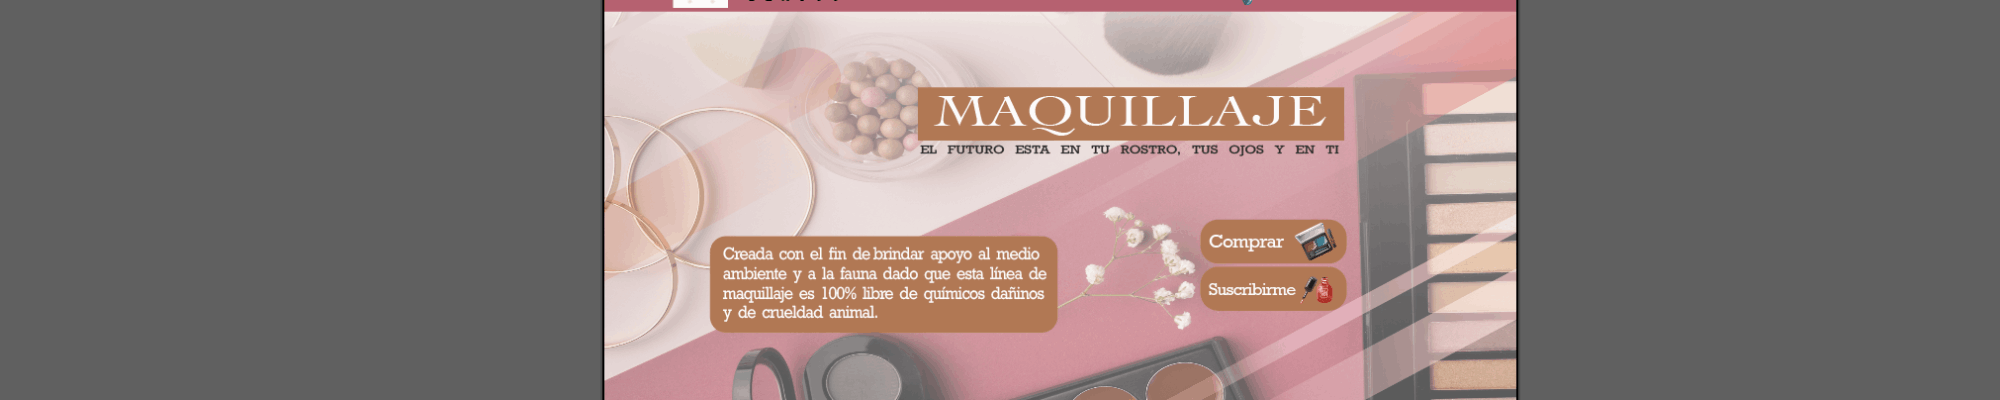 MAQUILLAJE
EL FUTURO ESTA EN TU ROSTRO, TUS OJOS Y EN TI
Creada con el fin de brindar apoyo al medio
ambiente y a la fauna dado que esta línea de
maquillaje es 100% libre de químicos dañinos
y de crueldad animal.
Comprar
Suscribirme